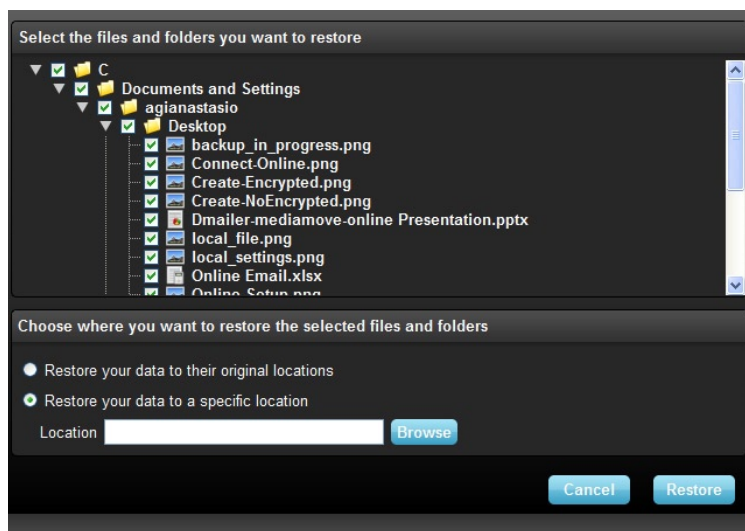 Select the files and folders you want to restore
C
Documents and Settings
agianastasio
Desktop
backup_in_progress.png
Connect-Online.png
Create-Encrypted.png
Create-NoEncrypted.png
Dmailer-mediamove-online Presentation.pptx
local_file.png
local_settings.png
Online Email.xlsx
Online-Setup.png
Choose where you want to restore the selected files and folders
Restore your data to their original locations
Restore your data to a specific location
Location Browse
Cancel Restore